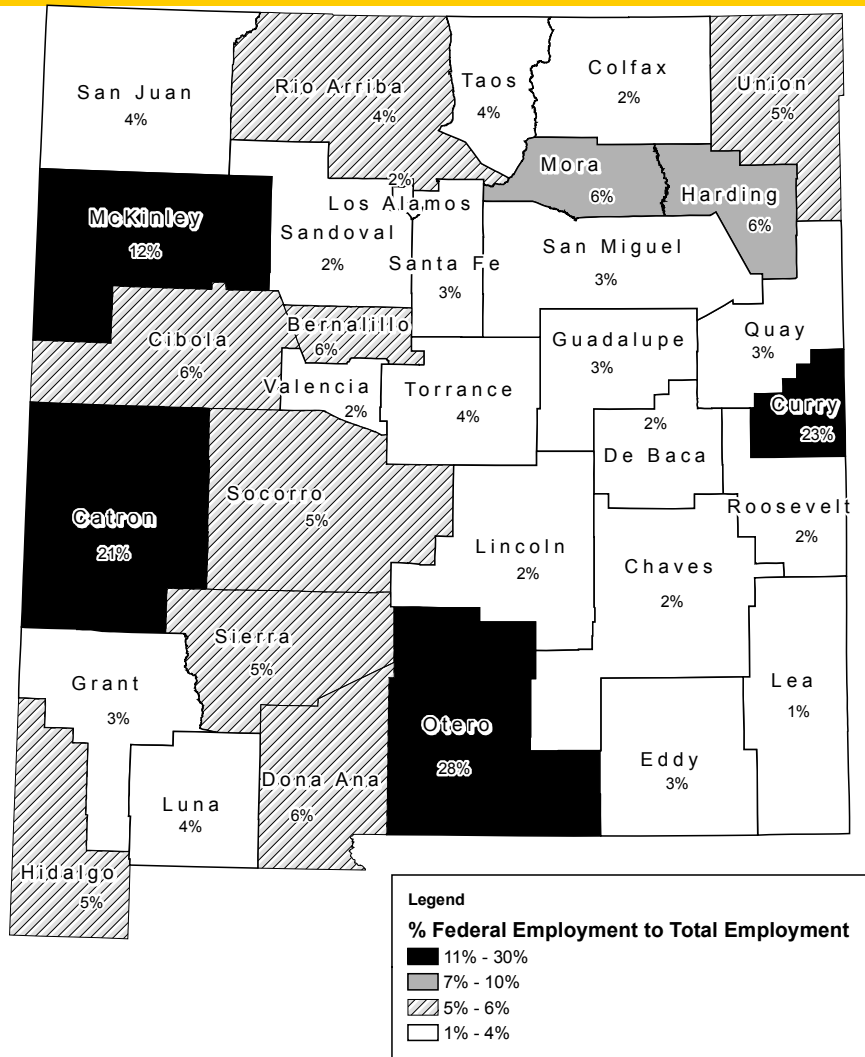 San Juan
4%
Rio Arriba
4%
Taos
4%
Colfax
2%
Union
5%
Mora
6%
Harding
6%
McKinley
12%
2%
Los Alamos
Sandoval
2%
Santa Fe
3%
San Miguel
3%
Cibola
6%
Bernalillo
6%
Guadalupe
3%
Quay
3%
Valencia
2%
Torrance
4%
Curry
23%
2%
De Baca
Catron
21%
Socorro
5%
Roosevelt
2%
Lincoln
2%
Chaves
2%
Sierra
5%
Grant
3%
Lea
1%
Otero
28%
Eddy
3%
Dona Ana
6%
Luna
4%
Hidalgo
5%
Legend
% Federal Employment to Total Employment
11% - 30%
7% - 10%
5% - 6%
1% - 4%